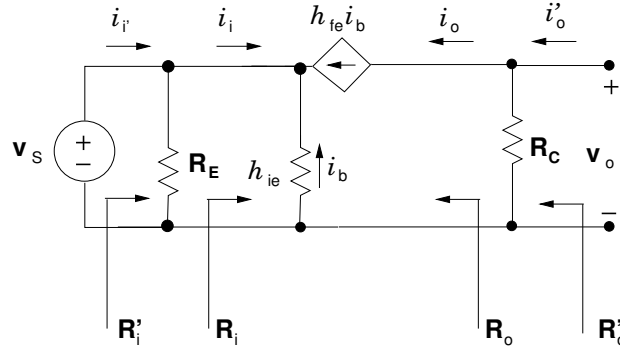 i_i' i_i h_fe i_b i_o i'_o
+
v_S + − R_E h_ie i_b R_C v_o
−
R'_i R_i R_o R'_o